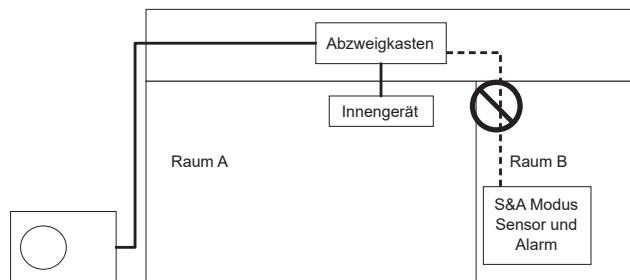 Abzweigkasten
Innengerät
Raum A
Raum B
S&A Modus
Sensor und
Alarm